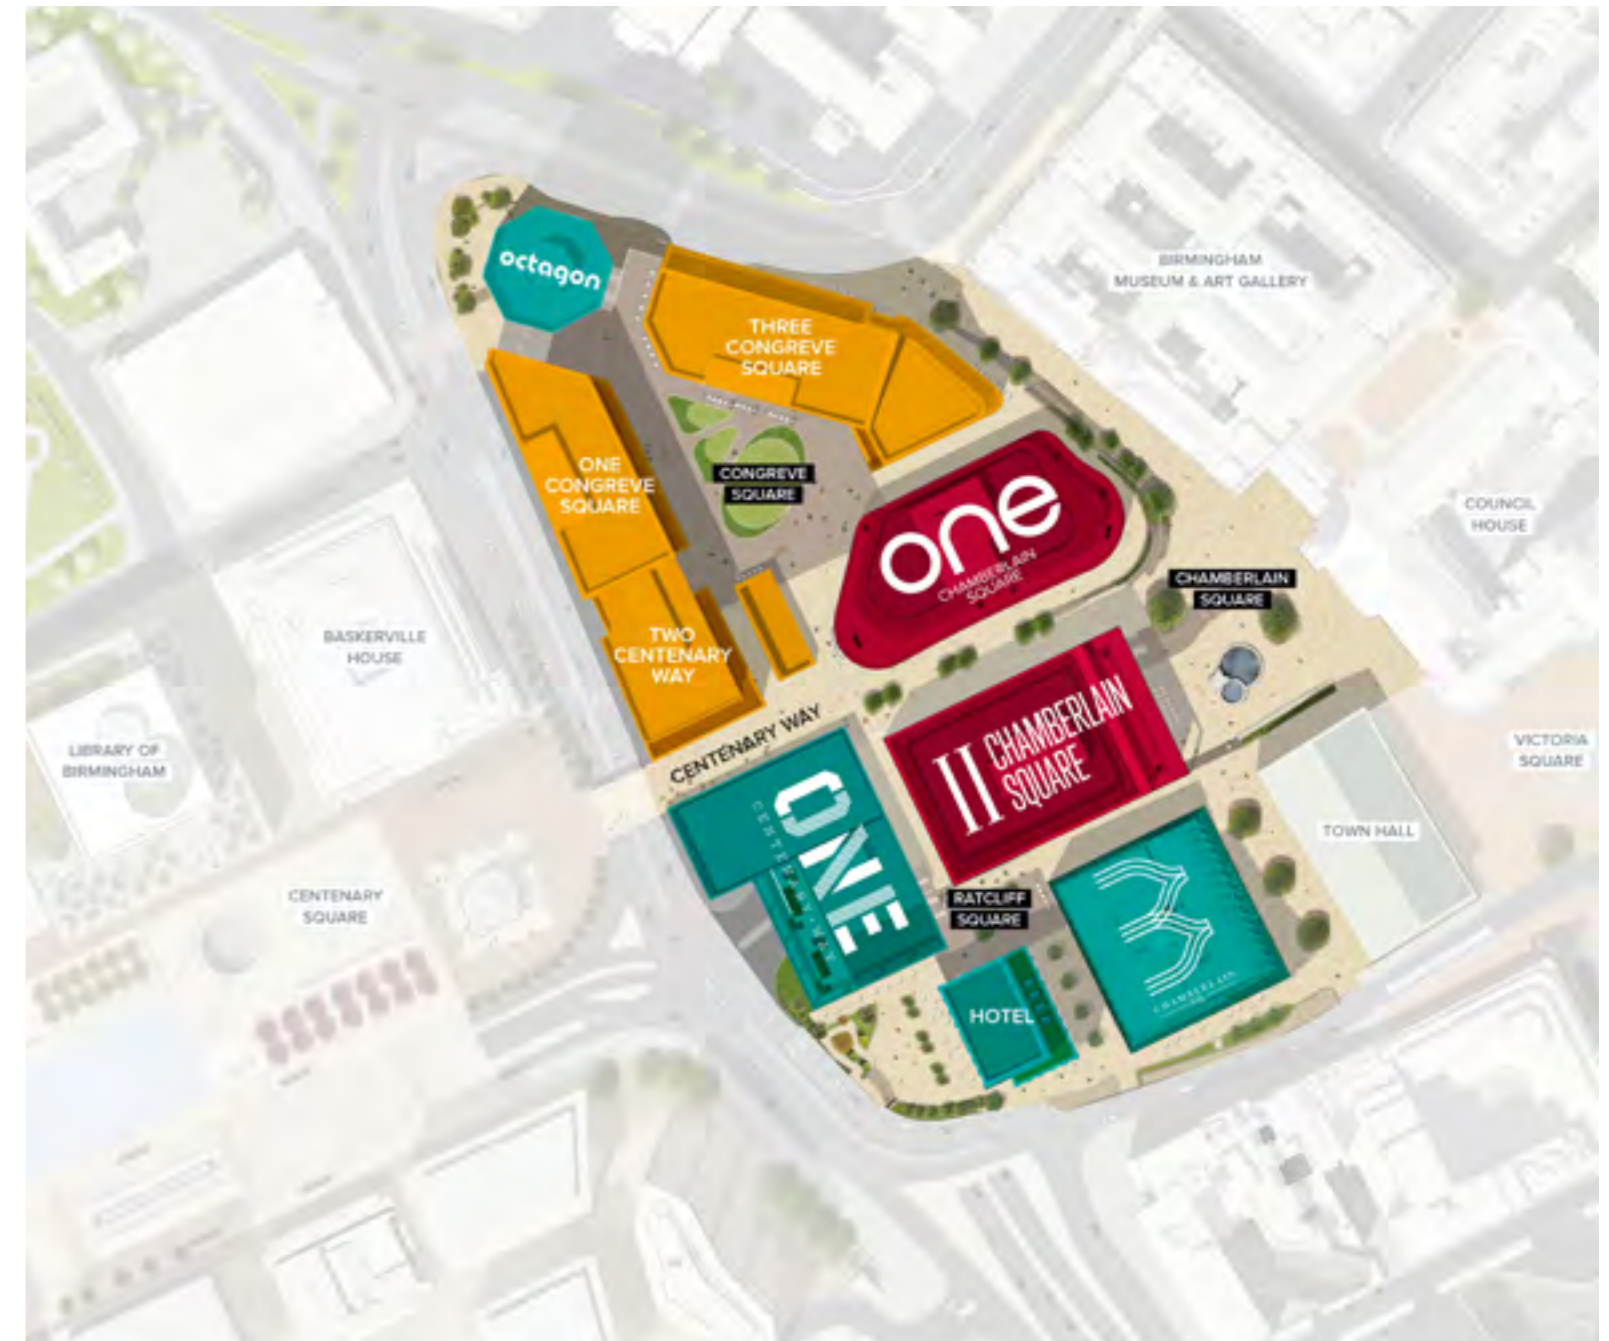 octagon
THREE
CONGREVE
SQUARE
BIRMINGHAM
MUSEUM & ART GALLERY
ONE
CONGREVE
SQUARE
CONGREVE
SQUARE
one
CHAMBERLAIN
SQUARE
COUNCIL
HOUSE
CHAMBERLAIN
SQUARE
BASKERVILLE
HOUSE
TWO
CENTENARY
WAY
LIBRARY OF
BIRMINGHAM
CENTENARY WAY
II CHAMBERLAIN
SQUARE
VICTORIA
SQUARE
TOWN HALL
ONE
CENTENARY WAY
CENTENARY
SQUARE
RATCLIFF
SQUARE
3
CHAMBERLAIN
HOTEL